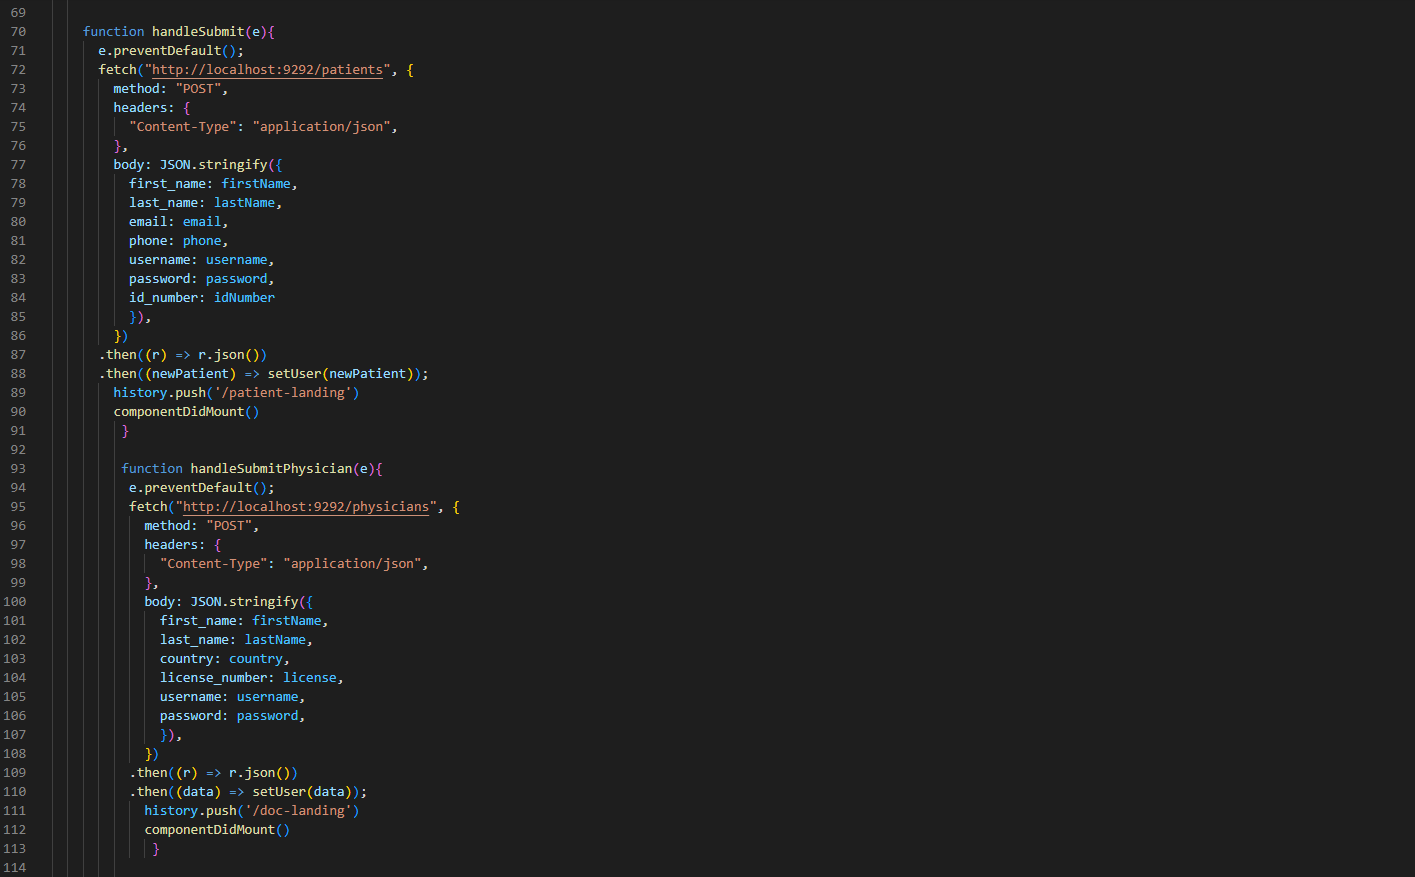 69
70 function handleSubmit(e){
71 e.preventDefault();
72 fetch("http://localhost:9292/patients", {
73 method: "POST",
74 headers: {
75 "Content-Type": "application/json",
76 },
77 body: JSON.stringify({
78 first_name: firstName,
79 last_name: lastName,
80 email: email,
81 phone: phone,
82 username: username,
83 password: password,
84 id_number: idNumber
85 }),
86 })
87 .then((r) => r.json())
88 .then((newPatient) => setUser(newPatient));
89 history.push('/patient-landing')
90 componentDidMount()
91 }
92
93 function handleSubmitPhysician(e){
94 e.preventDefault();
95 fetch("http://localhost:9292/physicians", {
96 method: "POST",
97 headers: {
98 "Content-Type": "application/json",
99 },
100 body: JSON.stringify({
101 first_name: firstName,
102 last_name: lastName,
103 country: country,
104 license_number: license,
105 username: username,
106 password: password,
107 }),
108 })
109 .then((r) => r.json())
110 .then((data) => setUser(data));
111 history.push('/doc-landing')
112 componentDidMount()
113 }
114